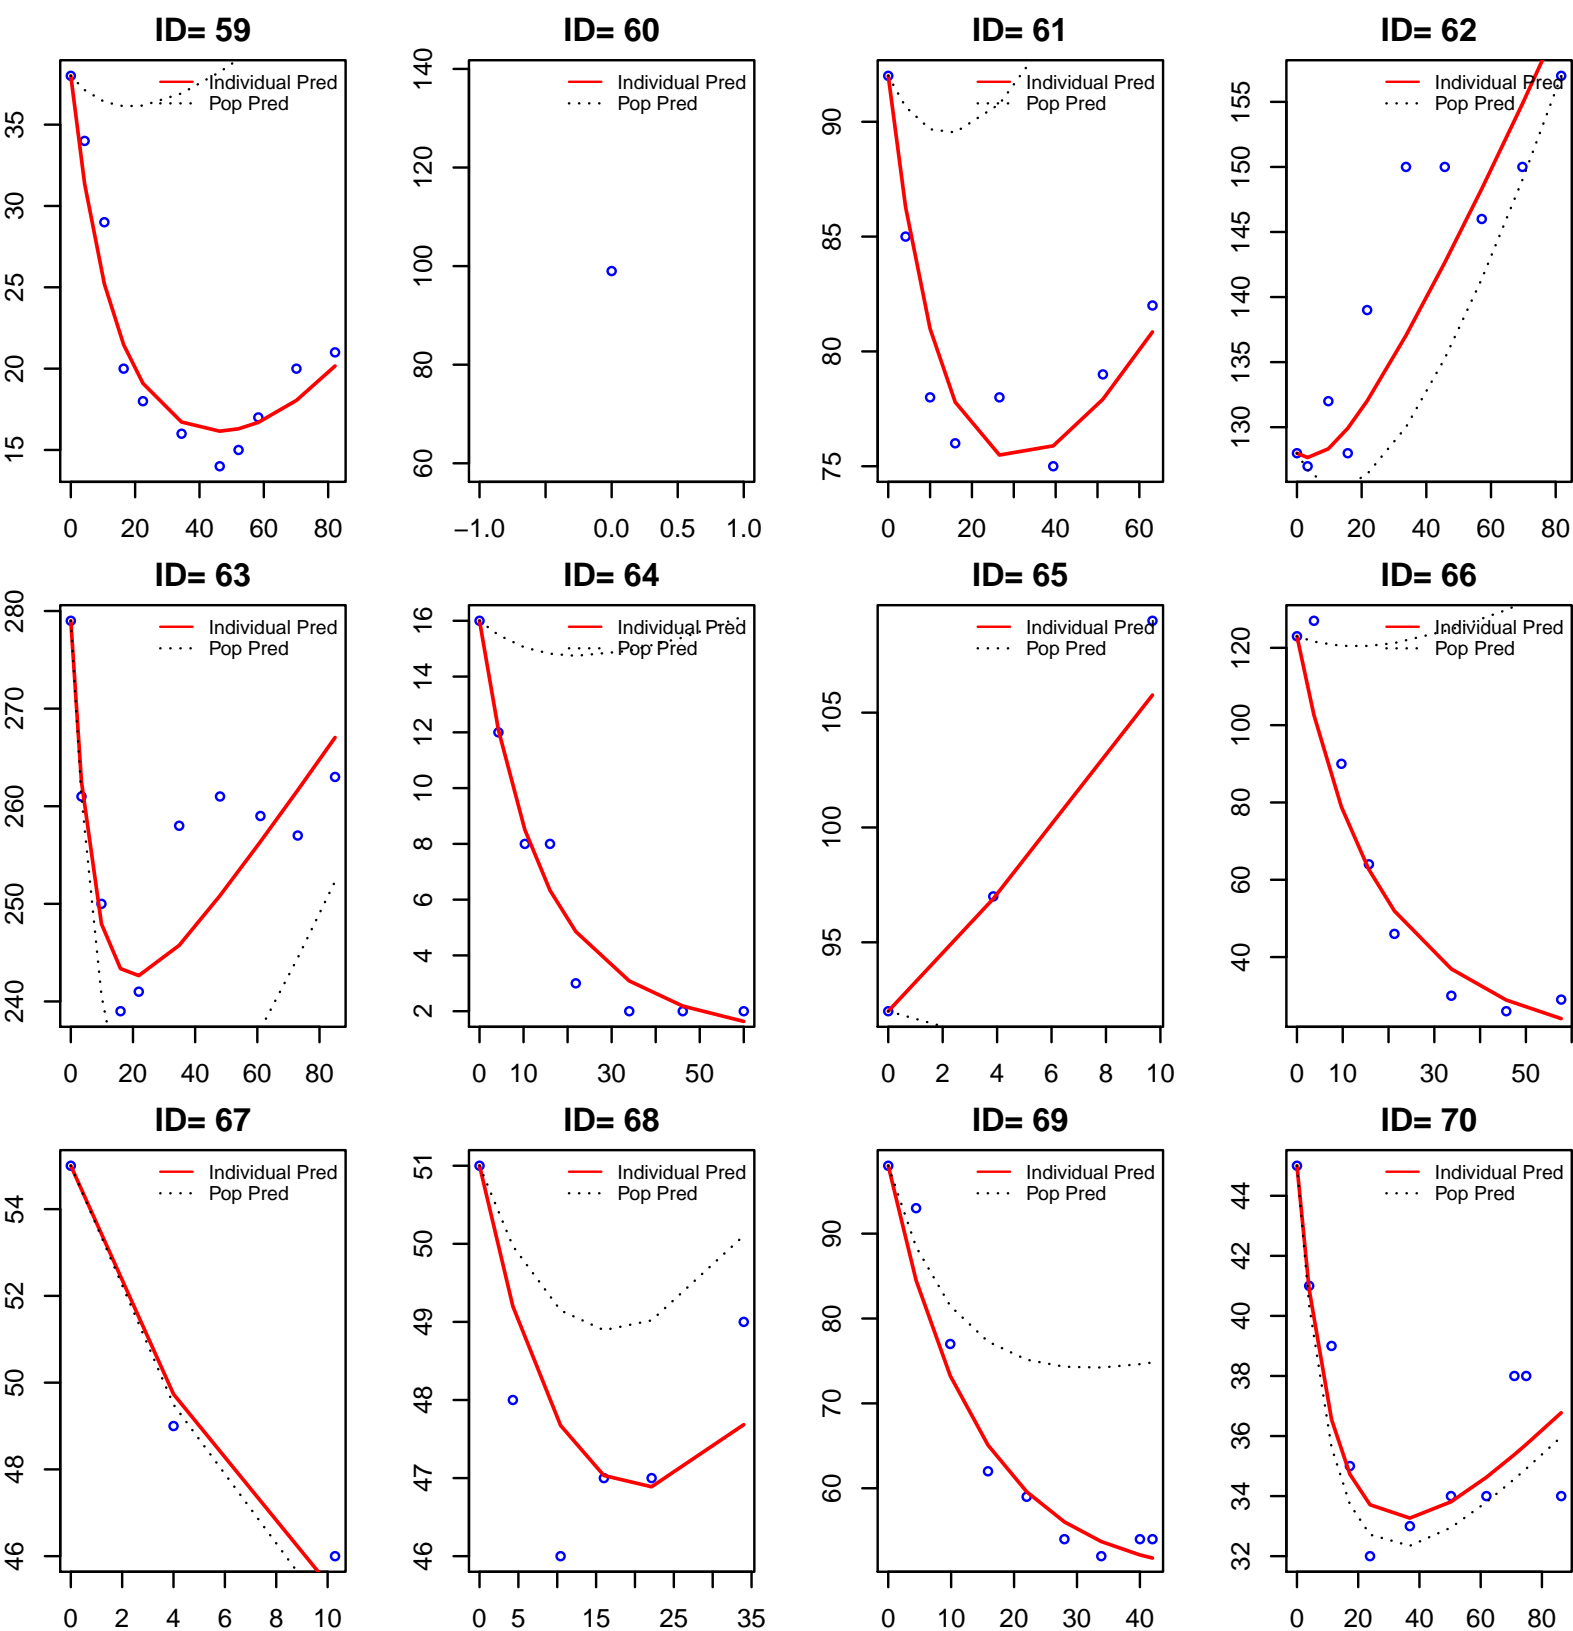 ID= 59
Individual Pred
Pop Pred
35
30
25
20
15
0 20 40 60 80
ID= 60
Individual Pred
Pop Pred
140
120
100
80
60
−1.0 0.0 0.5 1.0
ID= 61
Individual Pred
Pop Pred
90
85
80
75
0 20 40 60
ID= 62
Individual Pred
Pop Pred
155
150
145
140
135
130
0 20 40 60 80
ID= 63
Individual Pred
Pop Pred
280
270
260
250
240
0 20 40 60 80
ID= 64
Individual Pred
Pop Pred
16
14
12
10
8
6
4
2
0 10 30 50
ID= 65
Individual Pred
Pop Pred
105
100
95
0 2 4 6 8 10
ID= 66
Individual Pred
Pop Pred
120
100
80
60
40
0 10 30 50
ID= 67
Individual Pred
Pop Pred
54
52
50
48
46
0 2 4 6 8 10
ID= 68
Individual Pred
Pop Pred
51
50
49
48
47
46
0 5 15 25 35
ID= 69
Individual Pred
Pop Pred
90
80
70
60
0 10 20 30 40
ID= 70
Individual Pred
Pop Pred
44
42
40
38
36
34
32
0 20 40 60 80